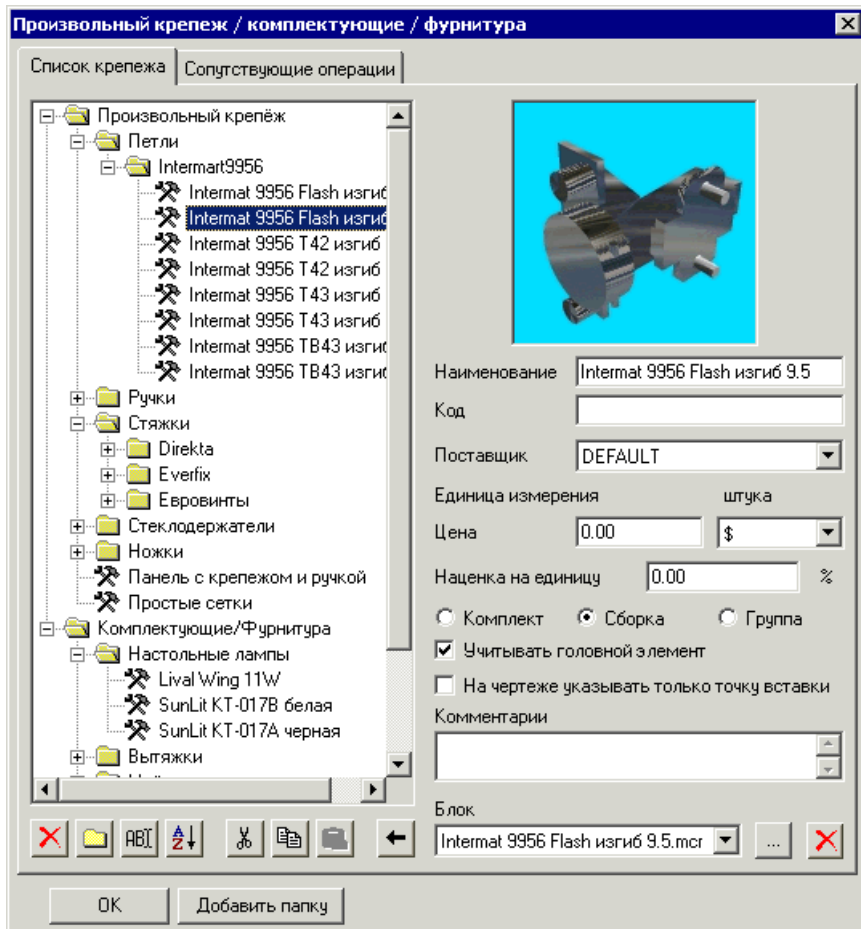 Произвольный крепеж / комплектующие / фурнитура
Список крепежа
Сопутствующие операции
Произвольный крепёж
Петли
Intermart9956
Intermat 9956 Flash изгиб
Intermat 9956 Flash изгиб
Intermat 9956 T42 изгиб
Intermat 9956 T42 изгиб
Intermat 9956 T43 изгиб
Intermat 9956 T43 изгиб
Intermat 9956 TB43 изгиб
Intermat 9956 TB43 изгиб
Ручки
Стяжки
Direkta
Everfix
Евровинты
Стеклодержатели
Ножки
Панель с крепежом и ручкой
Простые сетки
Комплектующие/Фурнитура
Настольные лампы
Lival Wing 11W
SunLit KT-017B белая
SunLit KT-017A черная
Вытяжки
Наименование
Intermat 9956 Flash изгиб 9.5
Код
Поставщик
DEFAULT
Единица измерения штука
Цена 0.00 $
Наценка на единицу 0.00 %
Комплект Сборка Группа
Учитывать головной элемент
На чертеже указывать только точку вставки
Комментарии
Блок
Intermat 9956 Flash изгиб 9.5.mcr
...
ABI
AZ
OK
Добавить папку